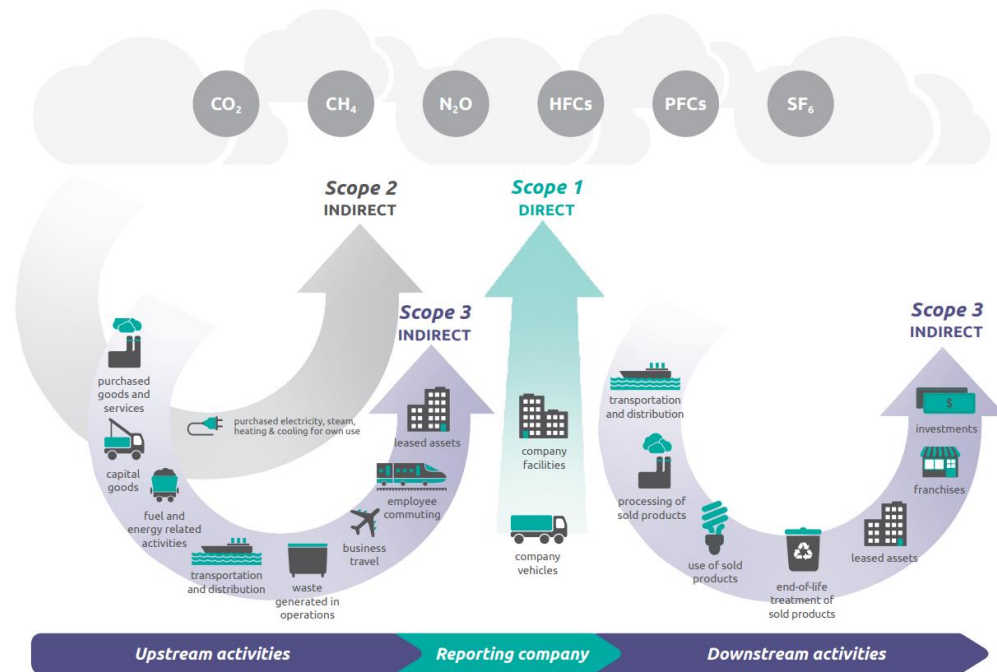 CO₂
CH₄
N₂O
HFCs
PFCs
SF₆
Scope 2
INDIRECT
Scope 1
DIRECT
Scope 3
INDIRECT
Scope 3
INDIRECT
purchased
goods and
services
capital
goods
fuel and
energy related
activities
transportation
and distribution
waste
generated in
operations
business
travel
employee
commuting
leased assets
purchased electricity, steam,
heating & cooling for own use
company
facilities
company
vehicles
transportation
and distribution
processing of
sold products
use of sold
products
end-of-life
treatment of
sold products
leased assets
franchises
$
investments
Upstream activities
Reporting company
Downstream activities